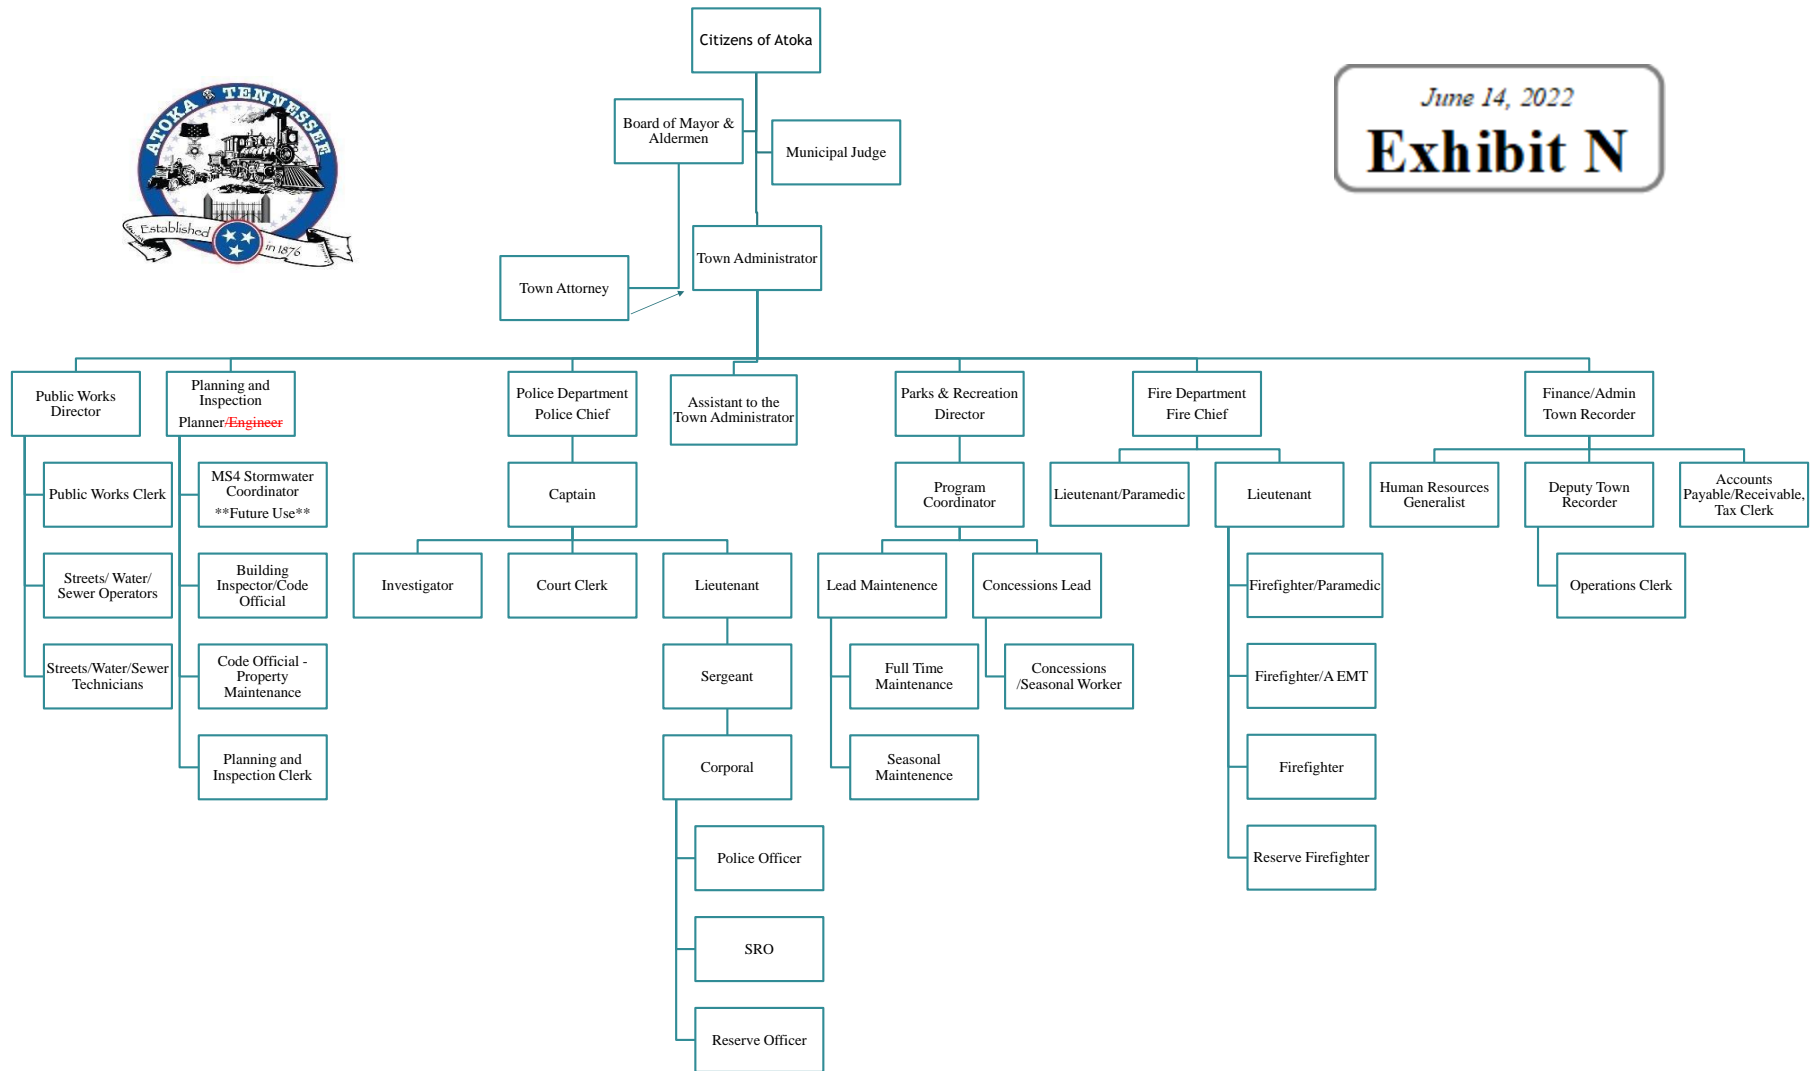 Citizens of Atoka
ATOKA TENNESSEE
Established
in 1876
June 14, 2022
Exhibit N
Board of Mayor &
Aldermen
Municipal Judge
Town Administrator
Town Attorney
Public Works
Director
Planning and
Inspection
Planner/Engineer
Police Department
Police Chief
Assistant to the
Town Administrator
Parks & Recreation
Director
Fire Department
Fire Chief
Finance/Admin
Town Recorder
Public Works Clerk
MS4 Stormwater
Coordinator
**Future Use**
Captain
Program
Coordinator
Lieutenant/Paramedic
Lieutenant
Human Resources
Generalist
Deputy Town
Recorder
Accounts
Payable/Receivable,
Tax Clerk
Streets/ Water/
Sewer Operators
Building
Inspector/Code
Official
Investigator
Court Clerk
Lieutenant
Lead Maintenence
Concessions Lead
Firefighter/Paramedic
Operations Clerk
Streets/Water/Sewer
Technicians
Code Official -
Property
Maintenance
Sergeant
Full Time
Maintenance
Concessions
/Seasonal Worker
Firefighter/A EMT
Planning and
Inspection Clerk
Corporal
Seasonal
Maintenence
Firefighter
Police Officer
Reserve Firefighter
SRO
Reserve Officer